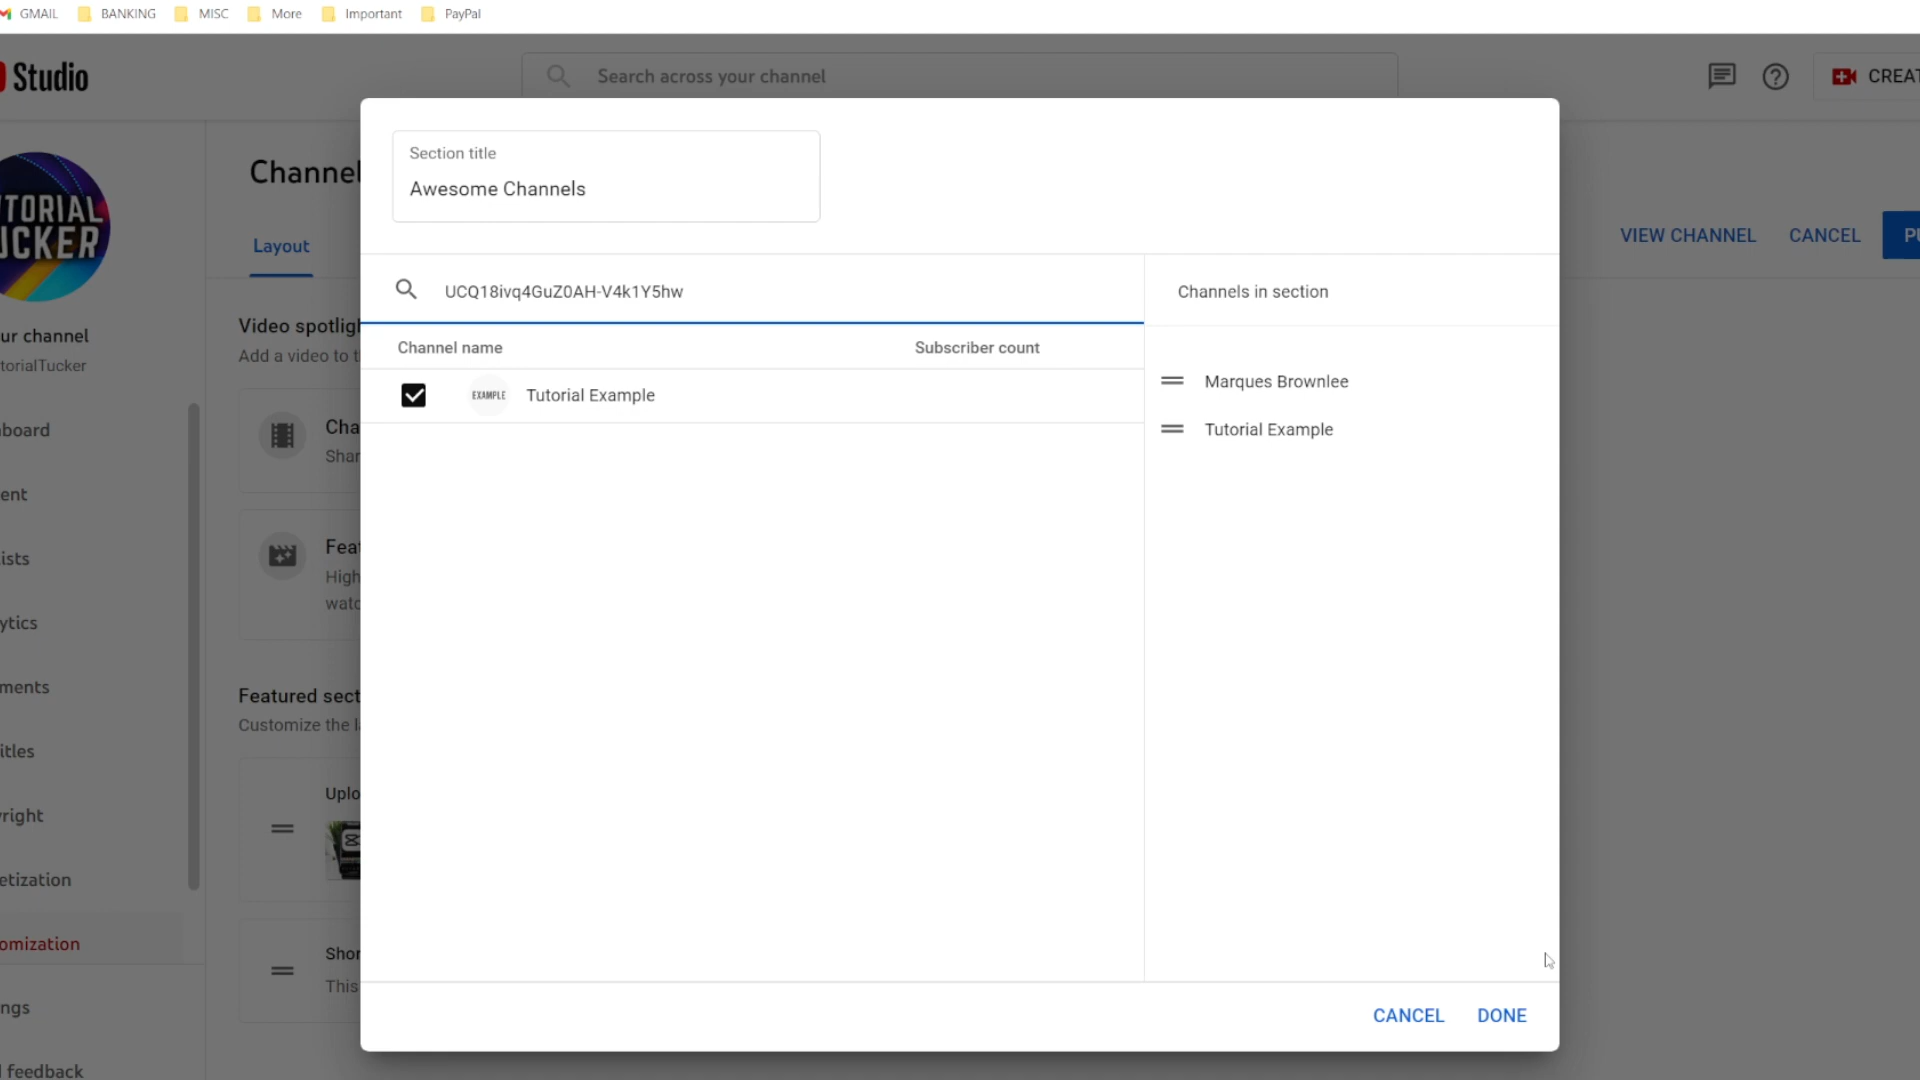 GMAIL BANKING MISC More Important PayPal
Studio
Search across your channel
CREAT
Section title
Awesome Channels
TORIAL
UCKER
Channel
Layout
VIEW CHANNEL CANCEL PU
UCQ18ivq4GuZ0AH-V4k1Y5hw
Channels in section
Channel name Subscriber count
EXAMPLE Tutorial Example
Marques Brownlee
Tutorial Example
ur channel
torialTucker
Video spotligh
Add a video to t
board
Cha
Shar
ent
Feat
High
watc
ists
ytics
ments
Featured sect
Customize the la
itles
Uplo
right
etization
omization
Shor
This
ngs
feedback
CANCEL DONE